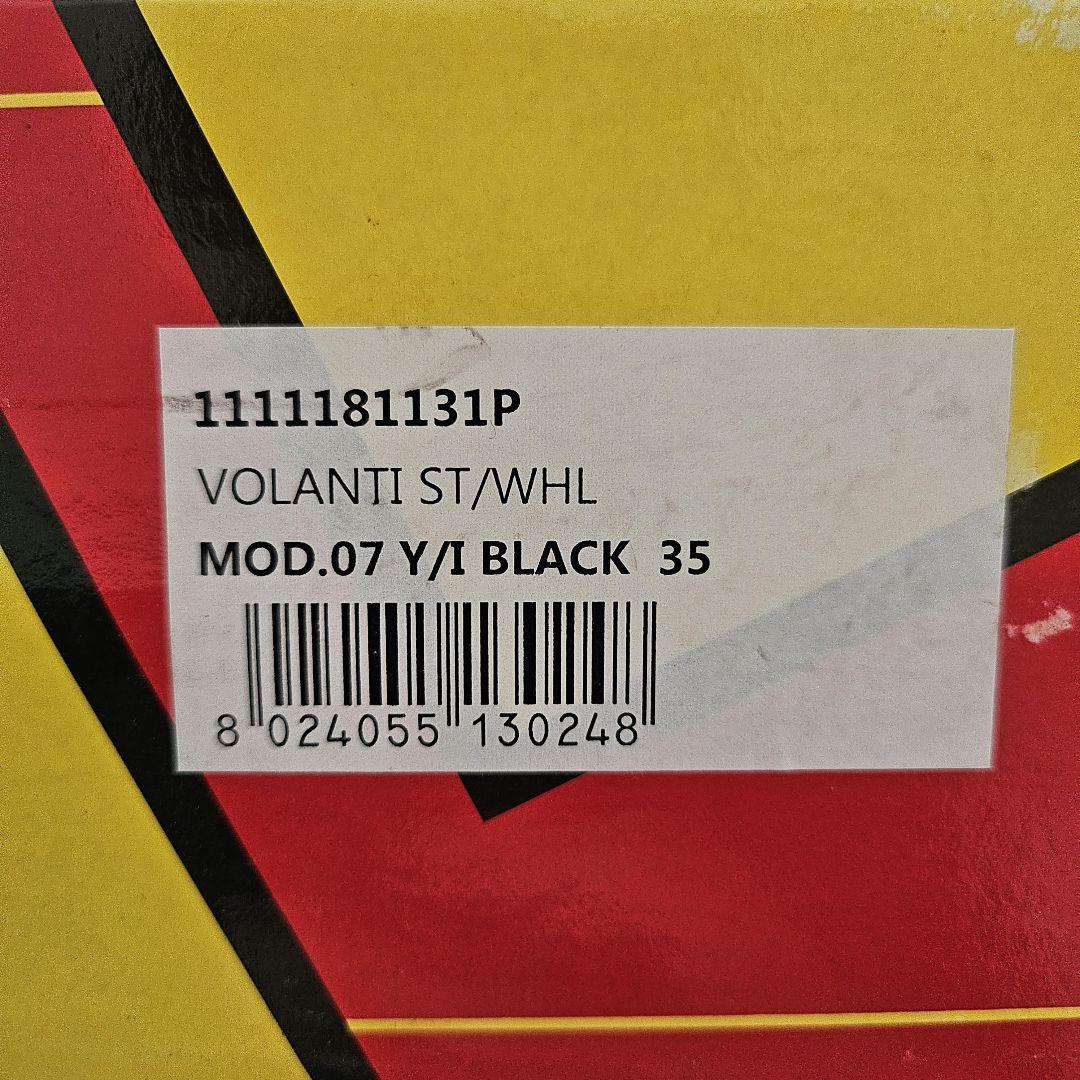 1111181131P
VOLANTI ST/WHL
MOD.07 Y/I BLACK 35
8 024055 130248